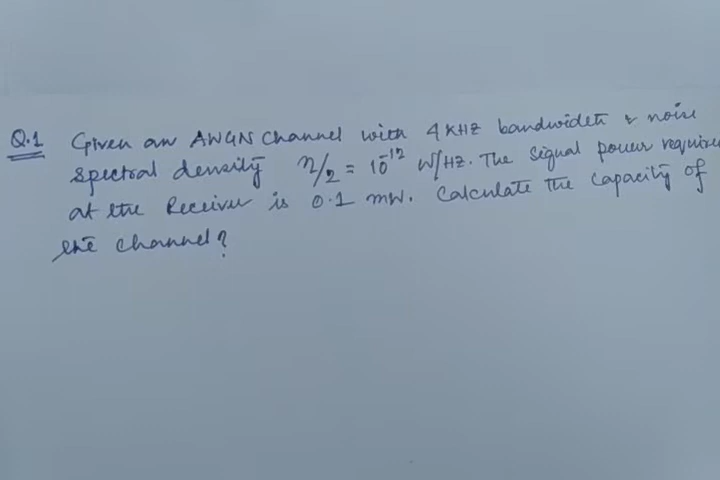 Q.1 Given an AWGN Channel with 4 KHZ bandwidth & noise
spectral density η/2 = 10⁻¹² W/HZ. The signal power require
at the Receiver is 0.1 mW. Calculate the capacity of
the channel?